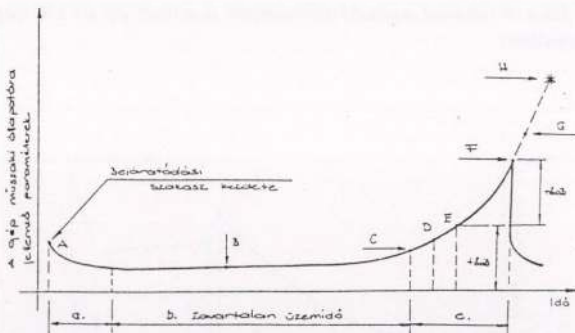 A gép műszaki állapotára
jellemző paraméterek
Bejáratódási
szakasz kezdete
A
B
C
D
E
F
G
H
a.
b. zavartalan üzemidő
c.
Idő